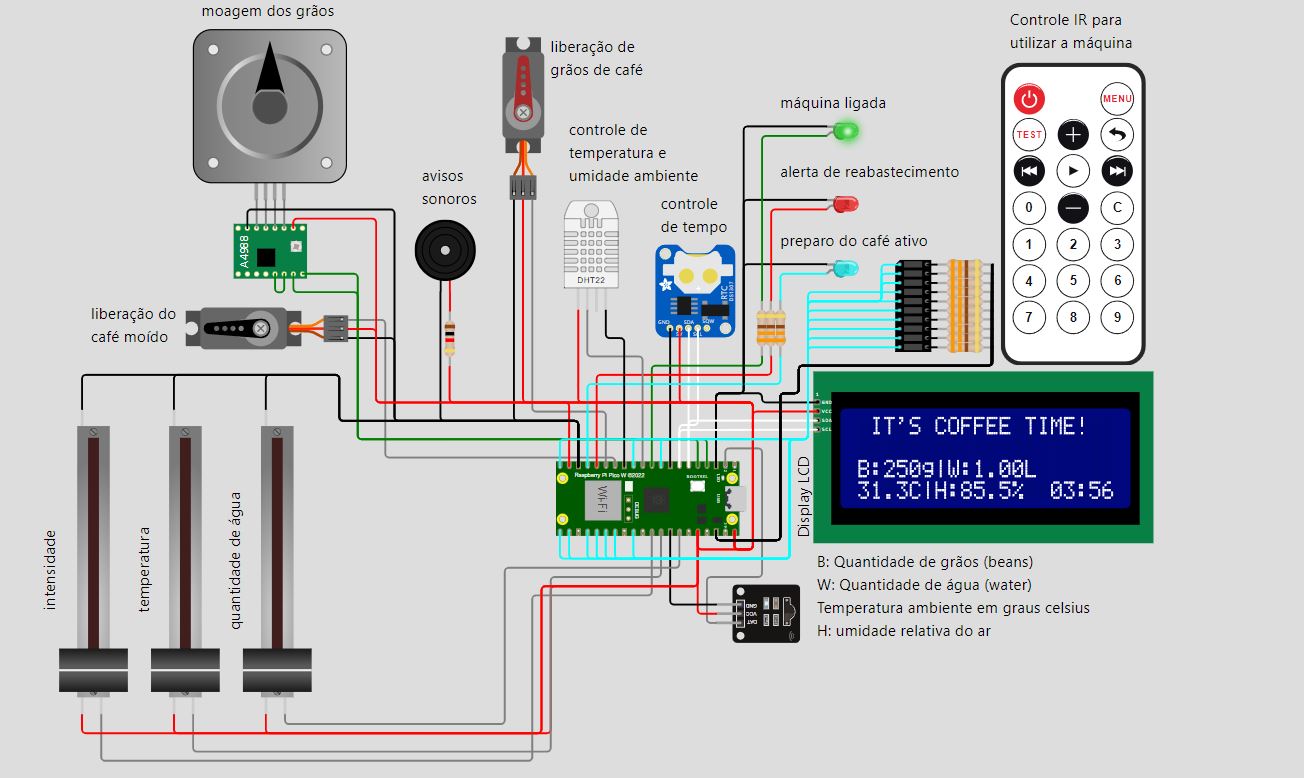 moagem dos grãos
liberação de
grãos de café
Controle IR para
utilizar a máquina
máquina ligada
controle de
temperatura e
umidade ambiente
alerta de reabastecimento
avisos
sonoros
controle
de tempo
preparo do café ativo
MENU
TEST
0
C
1
2
3
4
5
6
7
8
9
A4988
DHT22
RTC
DS1307
GND
SDA
SQW
liberação do
café moído
GND
VCC
SDA
SCL
IT'S COFFEE TIME!
B:250g|W:1.00L
31.3C|H:85.5% 03:56
Display LCD
Raspberry Pi Pico W ©2022
BOOTSEL
USB
LED
Wi-Fi
DEBUG
intensidade
temperatura
quantidade de água
B: Quantidade de grãos (beans)
W: Quantidade de água (water)
Temperatura ambiente em graus celsius
H: umidade relativa do ar
GND
VCC
DAT